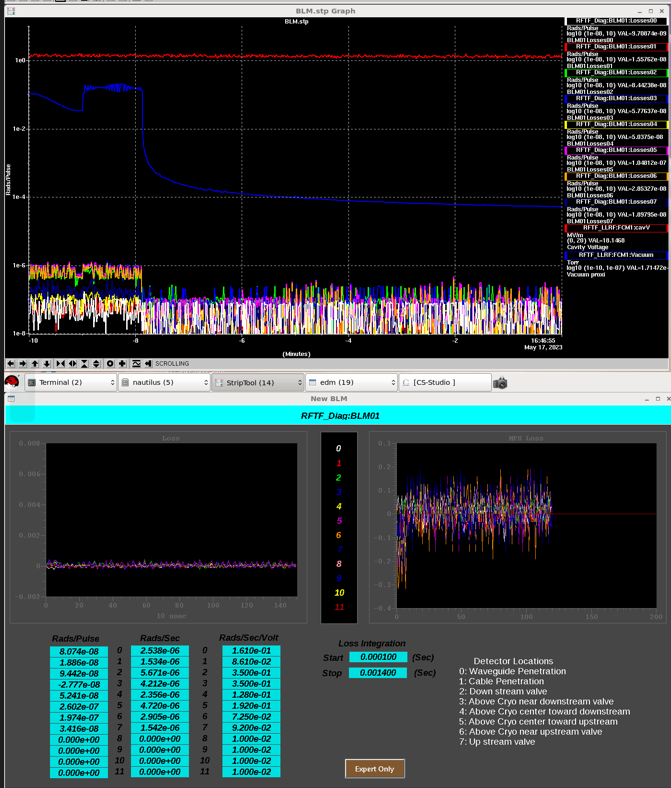 BLM.stp Graph
BLM.stp
Rads/Pulse
1e0
1e-2
1e-4
1e-6
1e-8
-10
-8
-6
-4
-2
16:46:55
May 17, 2023
(Minutes)
RFTF_Diag:BLM01:Losses00
Rads/Pulse
log10 (1e-08, 10) VAL=9.70874e-09
BLM01Losses00
RFTF_Diag:BLM01:Losses01
Rads/Pulse
log10 (1e-08, 10) VAL=1.55762e-08
BLM01Losses01
RFTF_Diag:BLM01:Losses02
Rads/Pulse
log10 (1e-08, 10) VAL=8.44238e-08
BLM01Losses02
RFTF_Diag:BLM01:Losses03
Rads/Pulse
log10 (1e-08, 10) VAL=5.77637e-08
BLM01Losses03
RFTF_Diag:BLM01:Losses04
Rads/Pulse
log10 (1e-08, 10) VAL=5.0375e-08
BLM01Losses04
RFTF_Diag:BLM01:Losses05
Rads/Pulse
log10 (1e-08, 10) VAL=1.04812e-07
BLM01Losses05
RFTF_Diag:BLM01:Losses06
Rads/Pulse
log10 (1e-08, 10) VAL=2.85327e-08
BLM01Losses06
RFTF_Diag:BLM01:Losses07
Rads/Pulse
log10 (1e-08, 10) VAL=1.89795e-08
BLM01Losses07
RFTF_LLRF:FCM1:cavV
MV/m
(0, 20) VAL=18.1468
Cavity Voltage
RFTF_LLRF:FCM1:Vacuum
Torr
log10 (1e-10, 1e-07) VAL=1.71472e-
Vacuum proxi
SCROLLING
Terminal (2)
nautilus (5)
StripTool (14)
edm (19)
[CS-Studio ]
New BLM
RFTF_Diag:BLM01
Loss
0.008
0.006
0.004
0.002
0
-0.002
0 20 40 60 80 100 120 140
10 usec
0
1
2
3
4
5
6
7
8
9
10
11
MPS Loss
0.3
0.2
0.1
0
-0.1
-0.2
-0.3
-0.4
0 50 100 150 200
Rads/Pulse Rads/Sec Rads/Sec/Volt
8.074e-08 0 2.538e-06 0 1.610e-01
1.886e-08 1 1.534e-06 1 8.610e-02
9.442e-08 2 5.671e-06 2 3.500e-01
-2.777e-08 3 4.212e-06 3 3.500e-01
5.241e-08 4 2.356e-06 4 1.280e-01
2.602e-07 5 4.720e-06 5 1.920e-01
1.974e-07 6 2.905e-06 6 7.250e-02
3.416e-08 7 1.542e-06 7 9.200e-02
0.000e+00 8 0.000e+00 8 1.000e-02
0.000e+00 9 0.000e+00 9 1.000e-02
0.000e+00 10 0.000e+00 10 1.000e-02
0.000e+00 11 0.000e+00 11 1.000e-02
Loss Integration
Start 0.000100 (Sec)
Stop 0.001400 (Sec)
Expert Only
Detector Locations
0: Waveguide Penetration
1: Cable Penetration
2: Down stream valve
3: Above Cryo near downstream valve
4: Above Cryo center toward downstream
5: Above Cryo center toward upstream
6: Above Cryo near upstream valve
7: Up stream valve